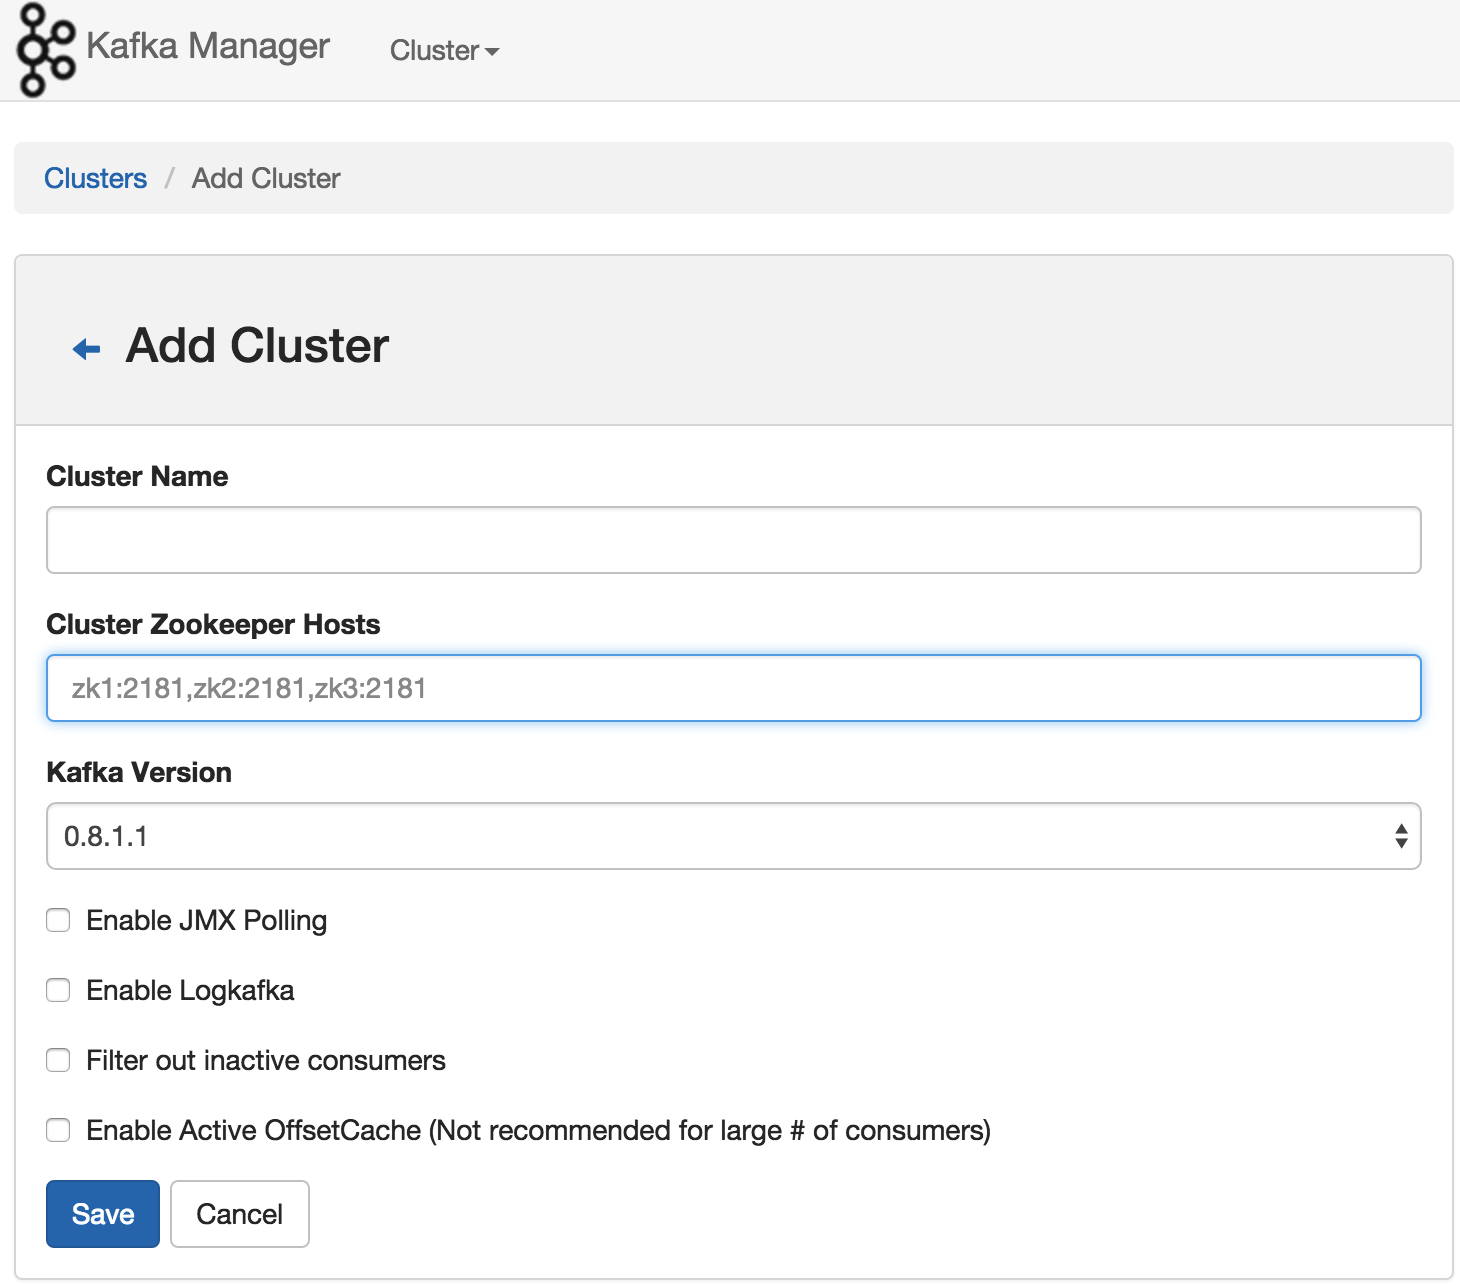 Kafka Manager Cluster
Clusters / Add Cluster
Add Cluster
Cluster Name
Cluster Zookeeper Hosts
zk1:2181,zk2:2181,zk3:2181
Kafka Version
0.8.1.1
Enable JMX Polling
Enable Logkafka
Filter out inactive consumers
Enable Active OffsetCache (Not recommended for large # of consumers)
Save Cancel